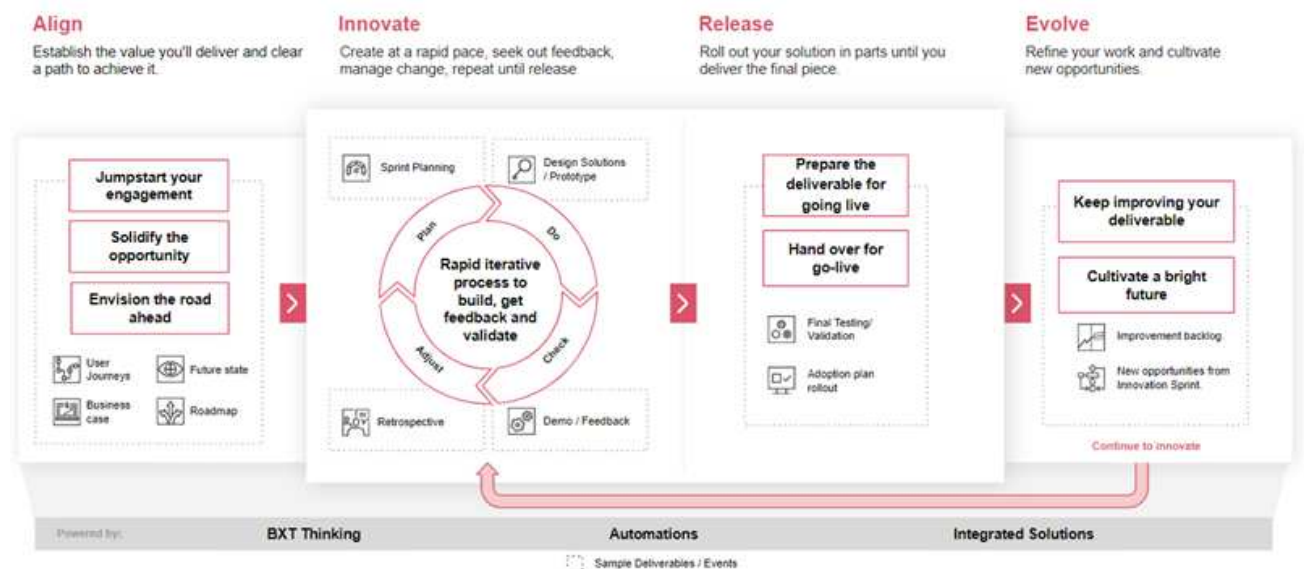 Align
Establish the value you'll deliver and clear
a path to achieve it.
Innovate
Create at a rapid pace, seek out feedback,
manage change, repeat until release
Release
Roll out your solution in parts until you
deliver the final piece.
Evolve
Refine your work and cultivate
new opportunities.
Jumpstart your
engagement
Solidify the
opportunity
Envision the road
ahead
User
Journeys
Future state
Business
case
Roadmap
Sprint Planning
Design Solutions
/ Prototype
Plan
Do
Rapid iterative
process to
build, get
feedback and
validate
Adjust
Check
Retrospective
Demo / Feedback
Prepare the
deliverable for
going live
Hand over for
go-live
Final Testing/
Validation
Adoption plan
rollout
Keep improving your
deliverable
Cultivate a bright
future
Improvement backlog
New opportunities from
Innovation Sprint
Continue to innovate
Powered by:
BXT Thinking
Automations
Integrated Solutions
Sample Deliverables / Events